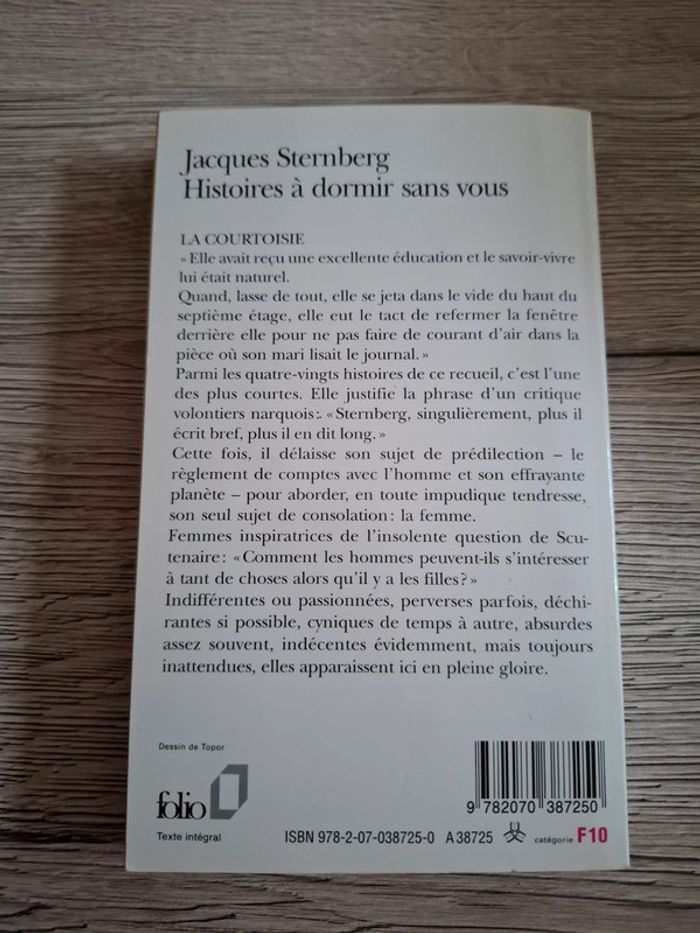 Jacques Sternberg
Histoires à dormir sans vous
LA COURTOISIE
« Elle avait reçu une excellente éducation et le savoir-vivre
lui était naturel.
Quand, lasse de tout, elle se jeta dans le vide du haut du
septième étage, elle eut le tact de refermer la fenêtre
derrière elle pour ne pas faire de courant d'air dans la
pièce où son mari lisait le journal. »
Parmi les quatre-vingts histoires de ce recueil, c'est l'une
des plus courtes. Elle justifie la phrase d'un critique
volontiers narquois : « Sternberg, singulièrement, plus il
écrit bref, plus il en dit long. »
Cette fois, il délaisse son sujet de prédilection – le
règlement de comptes avec l'homme et son effrayante
planète – pour aborder, en toute impudique tendresse,
son seul sujet de consolation : la femme.
Femmes inspiratrices de l'insolente question de Scu-
tenaire : « Comment les hommes peuvent-ils s'intéresser
à tant de choses alors qu'il y a les filles ? »
Indifférentes ou passionnées, perverses parfois, déchi-
rantes si possible, cyniques de temps à autre, absurdes
assez souvent, indécentes évidemment, mais toujours
inattendues, elles apparaissent ici en pleine gloire.
Dessin de Topor
folio
Texte intégral
9 782070 387250
ISBN 978-2-07-038725-0 A 38725 catégorie F10